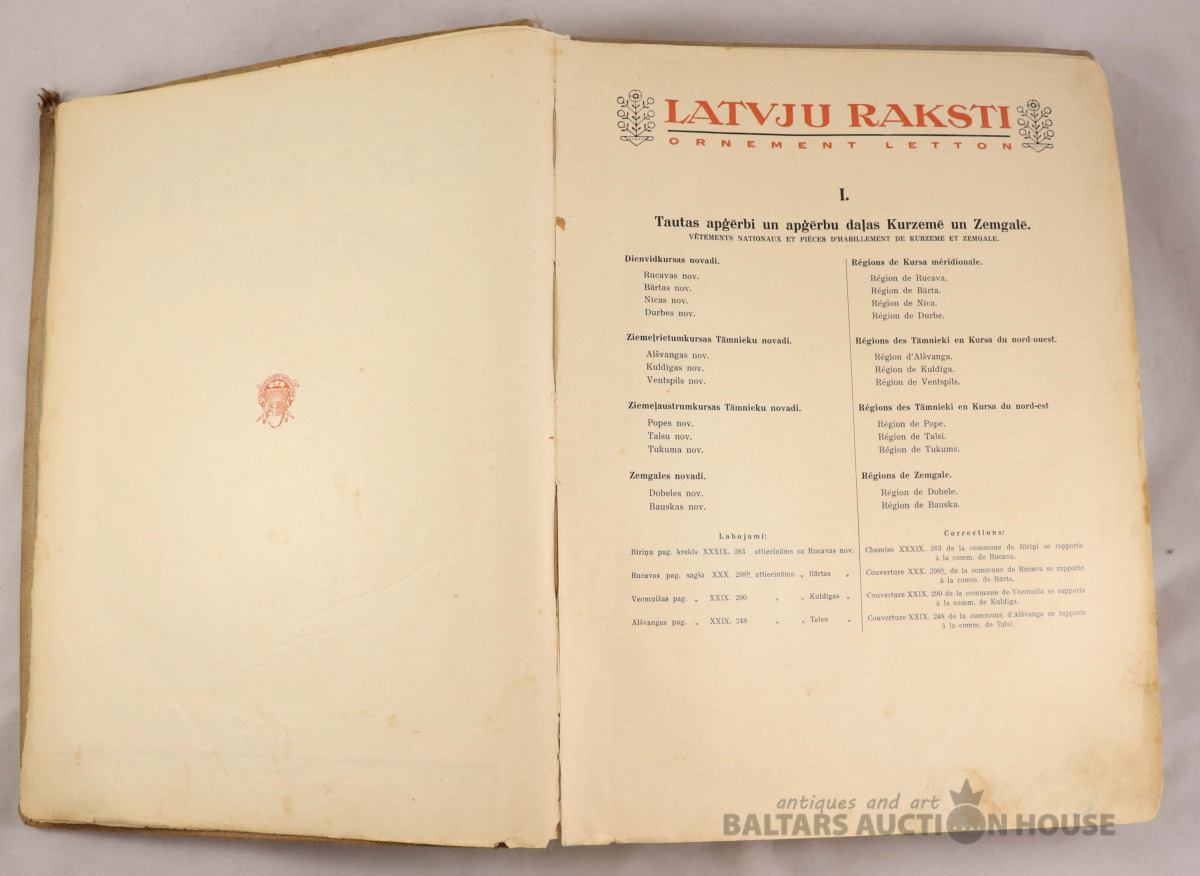 LATVJU RAKSTI
ORNEMENT LETTON
I.
Tautas apģērbi un apģērbu daļas Kurzemē un Zemgalē.
VÊTEMENTS NATIONAUX ET PIÈCES D'HABILLEMENT DE KURZEME ET ZEMGALE.
Dienvidkursas novadi.
Rucavas nov.
Bārtas nov.
Nīcas nov.
Durbes nov.
Ziemeļrietumkursas Tāmnieku novadi.
Alšvangas nov.
Kuldīgas nov.
Ventspils nov.
Ziemeļaustrumkursas Tāmnieku novadi.
Popes nov.
Talsu nov.
Tukuma nov.
Zemgales novadi.
Dobeles nov.
Bauskas nov.
Labojumi:
Bīriņu pag. krekls XXXIX. 383 attiecināms uz Rucavas nov.
Rucavas pag. sagša XXX. 298b. attiecināma „ Bārtas „
Vecmuižas pag. „ XXIX. 290 „ „ Kuldīgas „
Alšvangas pag. „ XXIX. 248 „ „ Talsu „
Régions de Kursa méridionale.
Région de Rucava.
Région de Bārta.
Région de Nīca.
Région de Durbe.
Régions des Tāmnieki en Kursa du nord-ouest.
Région d'Alšvanga.
Région de Kuldīga.
Région de Ventspils.
Régions des Tāmnieki en Kursa du nord-est
Région de Pope.
Région de Talsi.
Région de Tukums.
Régions de Zemgale.
Région de Dobele.
Région de Bauska.
Corrections:
Chemise XXXIX. 383 de la commune de Bīriņi se rapporte
à la comm. de Rucava.
Couverture XXX. 298b. de la commune de Rucava se rapporte
à la comm. de Bārta.
Couverture XXIX. 290 de la commune de Vecmuiža se rapporte
à la comm. de Kuldīga.
Couverture XXIX. 248 de la commune d'Alšvanga se rapporte
à la comm. de Talsi.
antiques and art
BALTARS AUCTION HOUSE